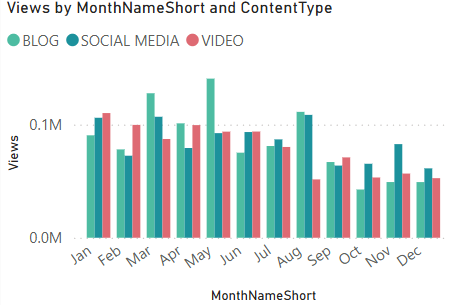 Views by MonthNameShort and ContentType
BLOG SOCIAL MEDIA VIDEO
0.1M
Views
0.0M
Jan Feb Mar Apr May Jun Jul Aug Sep Oct Nov Dec
MonthNameShort